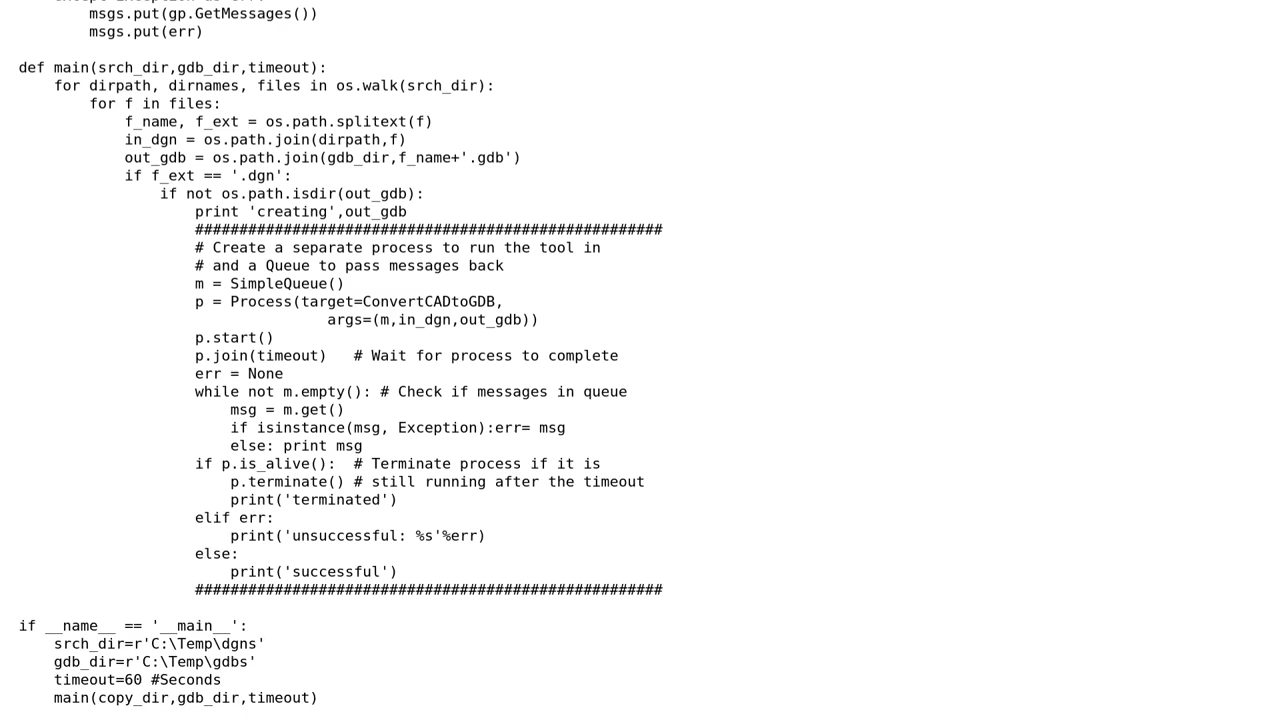 msgs.put(gp.GetMessages())
        msgs.put(err)

def main(srch_dir,gdb_dir,timeout):
    for dirpath, dirnames, files in os.walk(srch_dir):
        for f in files:
            f_name, f_ext = os.path.splitext(f)
            in_dgn = os.path.join(dirpath,f)
            out_gdb = os.path.join(gdb_dir,f_name+'.gdb')
            if f_ext == '.dgn':
                if not os.path.isdir(out_gdb):
                    print 'creating',out_gdb
                    #####################################################
                    # Create a separate process to run the tool in
                    # and a Queue to pass messages back
                    m = SimpleQueue()
                    p = Process(target=ConvertCADtoGDB,
                                   args=(m,in_dgn,out_gdb))
                    p.start()
                    p.join(timeout)   # Wait for process to complete
                    err = None
                    while not m.empty(): # Check if messages in queue
                        msg = m.get()
                        if isinstance(msg, Exception):err= msg
                        else: print msg
                    if p.is_alive():  # Terminate process if it is
                        p.terminate() # still running after the timeout
                        print('terminated')
                    elif err:
                        print('unsuccessful: %s'%err)
                    else:
                        print('successful')
                    #####################################################

if __name__ == '__main__':
    srch_dir=r'C:\Temp\dgns'
    gdb_dir=r'C:\Temp\gdbs'
    timeout=60 #Seconds
    main(copy_dir,gdb_dir,timeout)